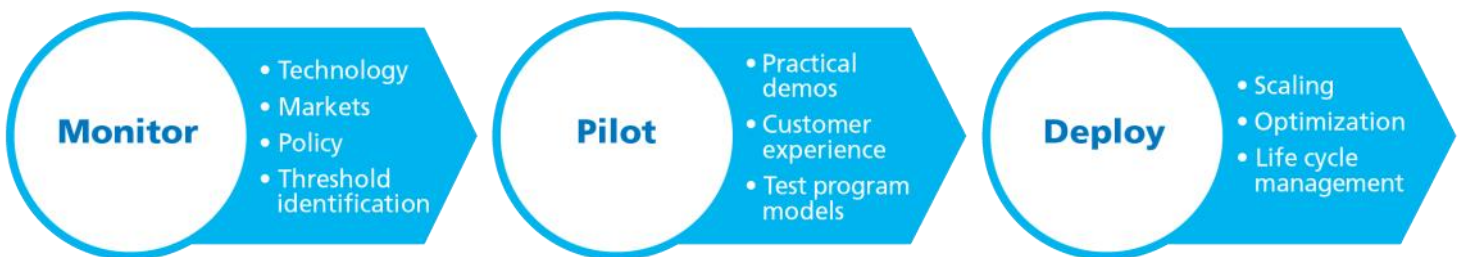 Monitor
• Technology
• Markets
• Policy
• Threshold
identification
Pilot
• Practical
demos
• Customer
experience
• Test program
models
Deploy
• Scaling
• Optimization
• Life cycle
management